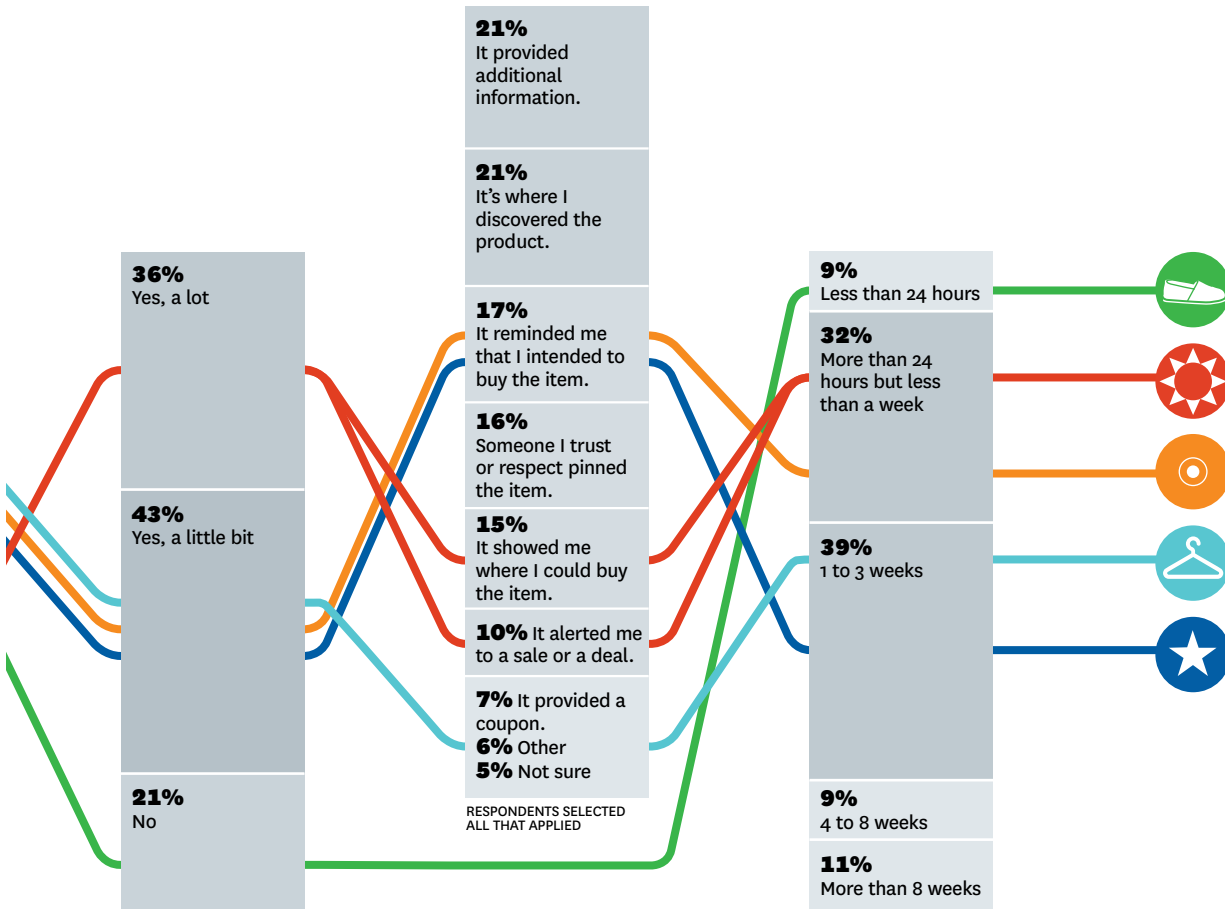 36%
Yes, a lot
43%
Yes, a little bit
21%
No
21%
It provided
additional
information.
21%
It’s where I
discovered the
product.
17%
It reminded me
that I intended to
buy the item.
16%
Someone I trust
or respect pinned
the item.
15%
It showed me
where I could buy
the item.
10% It alerted me
to a sale or a deal.
7% It provided a
coupon.
6% Other
5% Not sure
RESPONDENTS SELECTED
ALL THAT APPLIED
9%
Less than 24 hours
32%
More than 24
hours but less
than a week
39%
1 to 3 weeks
9%
4 to 8 weeks
11%
More than 8 weeks